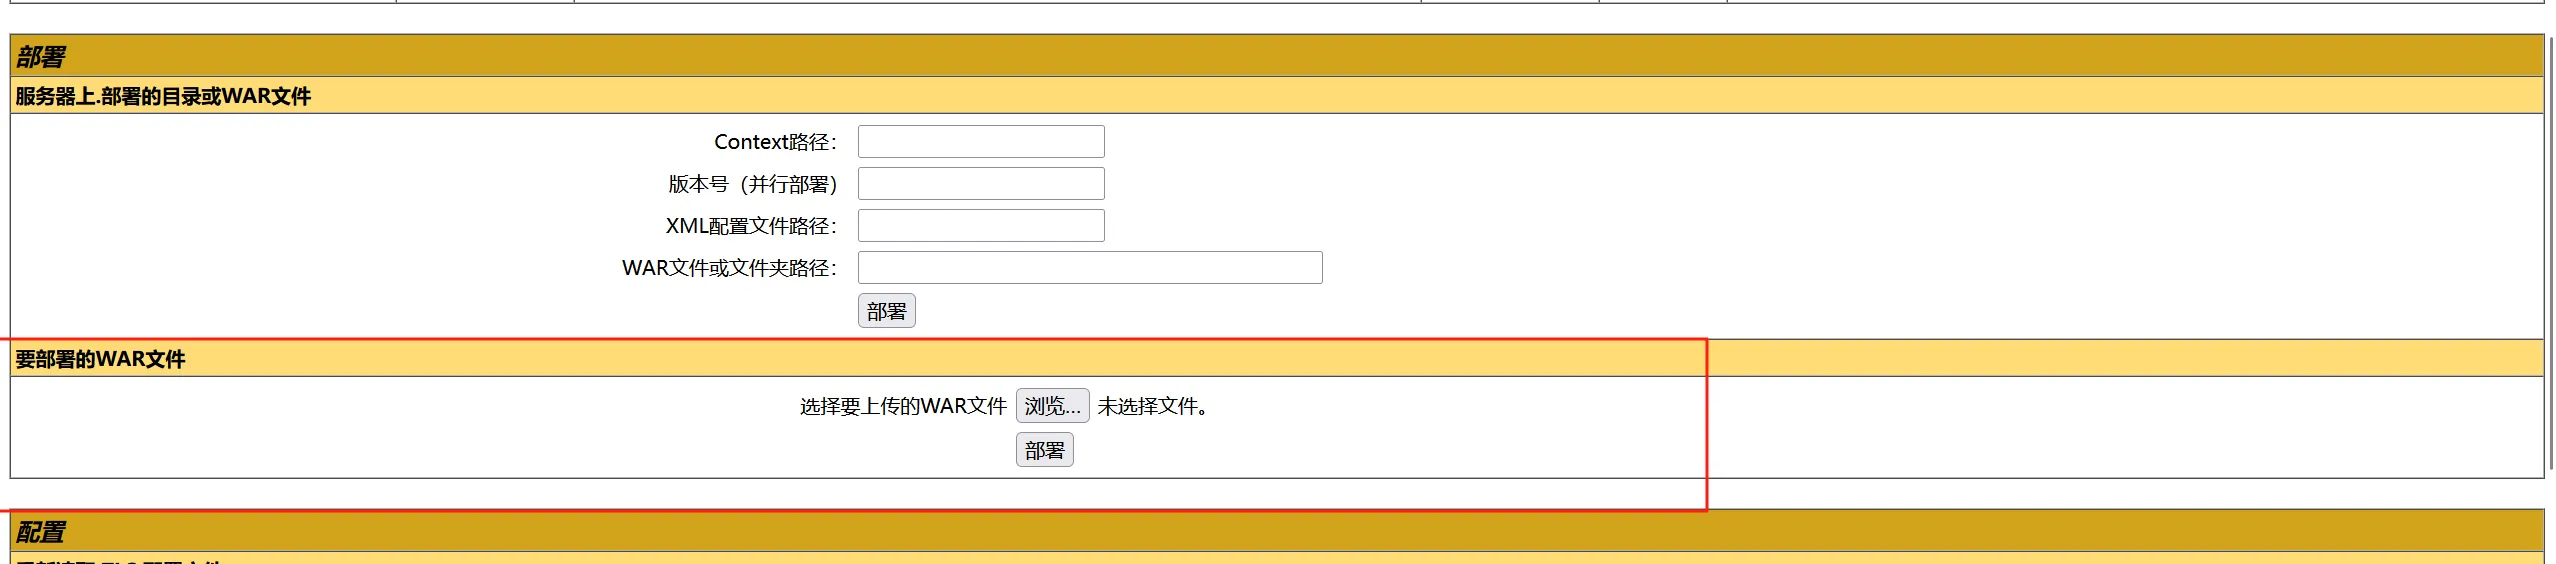 部署
服务器上.部署的目录或WAR文件
Context路径：
版本号（并行部署）
XML配置文件路径：
WAR文件或文件夹路径：
部署
要部署的WAR文件
选择要上传的WAR文件 浏览... 未选择文件。
部署
配置